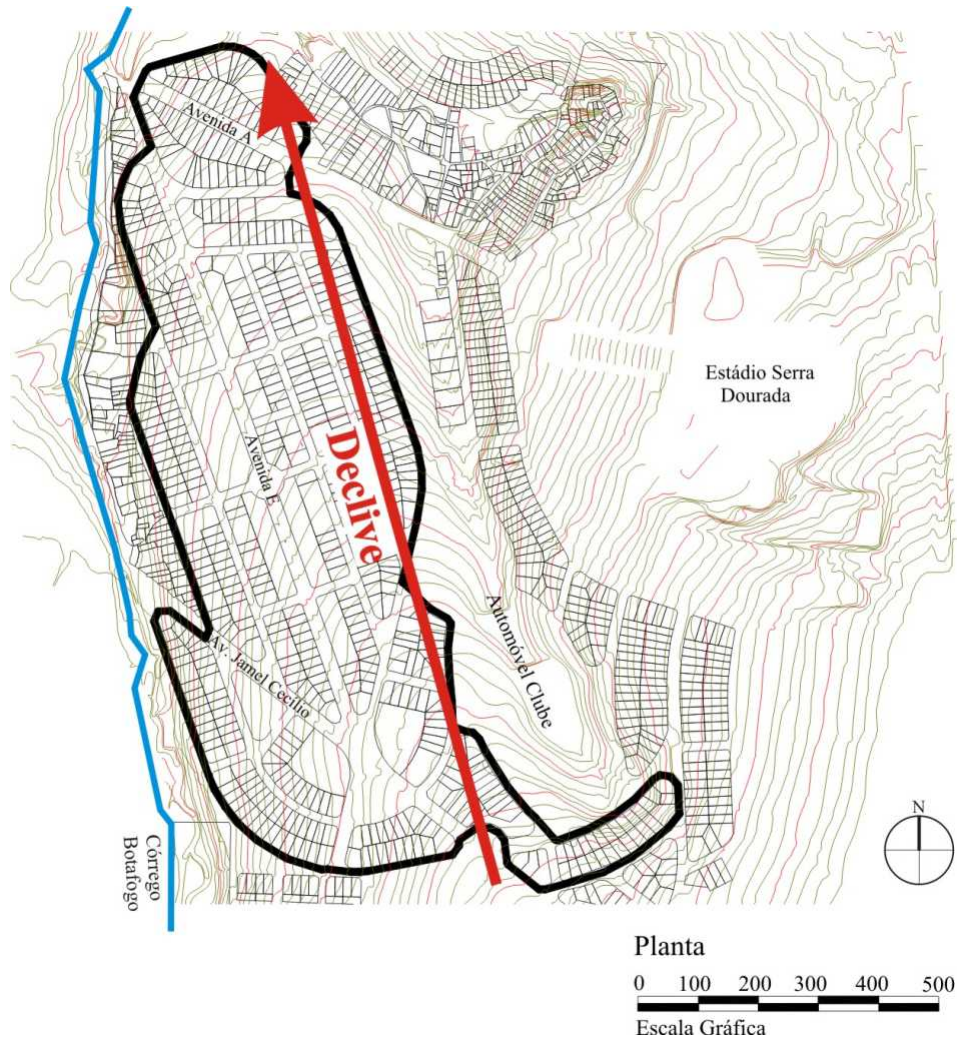 Avenida A
Estádio Serra
Dourada
Avenida E
Declive
Automóvel Clube
Av. Jamel Cecílio
N
Córrego
Botafogo
Planta
0 100 200 300 400 500
Escala Gráfica